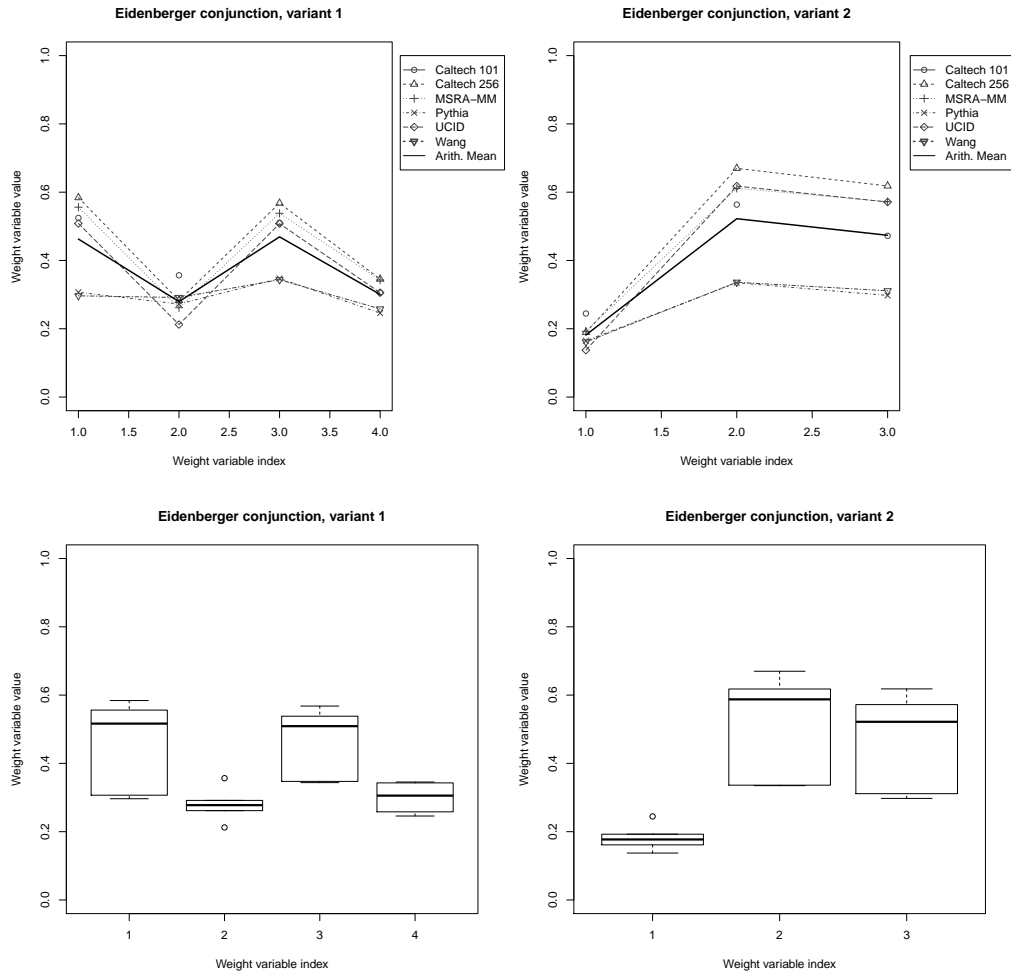 Eidenberger conjunction, variant 1
1.0
0.8
0.6
0.4
0.2
0.0
Weight variable value
1.0 1.5 2.0 2.5 3.0 3.5 4.0
Weight variable index
Caltech 101
Caltech 256
MSRA−MM
Pythia
UCID
Wang
Arith. Mean
Eidenberger conjunction, variant 2
1.0
0.8
0.6
0.4
0.2
0.0
Weight variable value
1.0 1.5 2.0 2.5 3.0
Weight variable index
Caltech 101
Caltech 256
MSRA−MM
Pythia
UCID
Wang
Arith. Mean
Eidenberger conjunction, variant 1
1.0
0.8
0.6
0.4
0.2
0.0
Weight variable value
1 2 3 4
Weight variable index
Eidenberger conjunction, variant 2
1.0
0.8
0.6
0.4
0.2
0.0
Weight variable value
1 2 3
Weight variable index